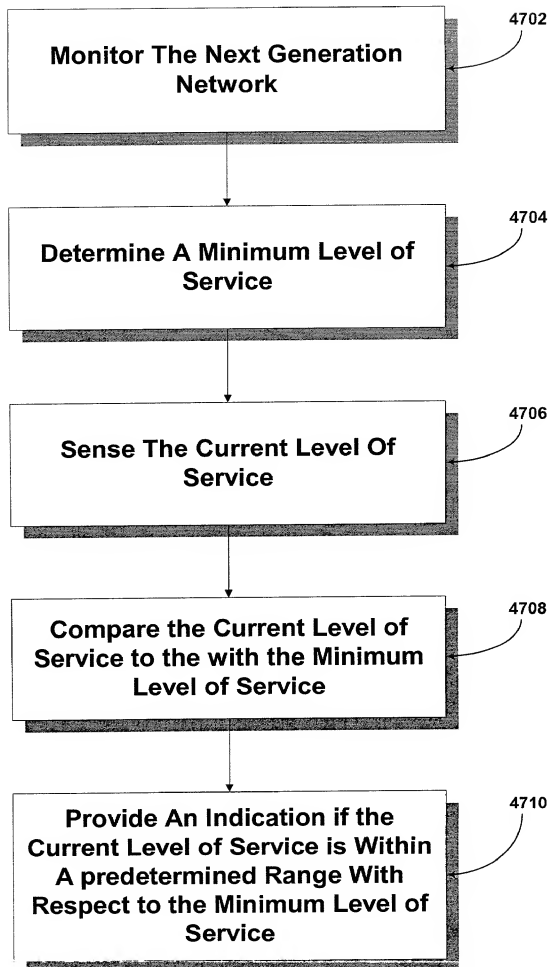 4702
Monitor The Next Generation
Network
4704
Determine A Minimum Level of
Service
4706
Sense The Current Level Of
Service
4708
Compare the Current Level of
Service to the with the Minimum
Level of Service
4710
Provide An Indication if the
Current Level of Service is Within
A predetermined Range With
Respect to the Minimum Level of
Service